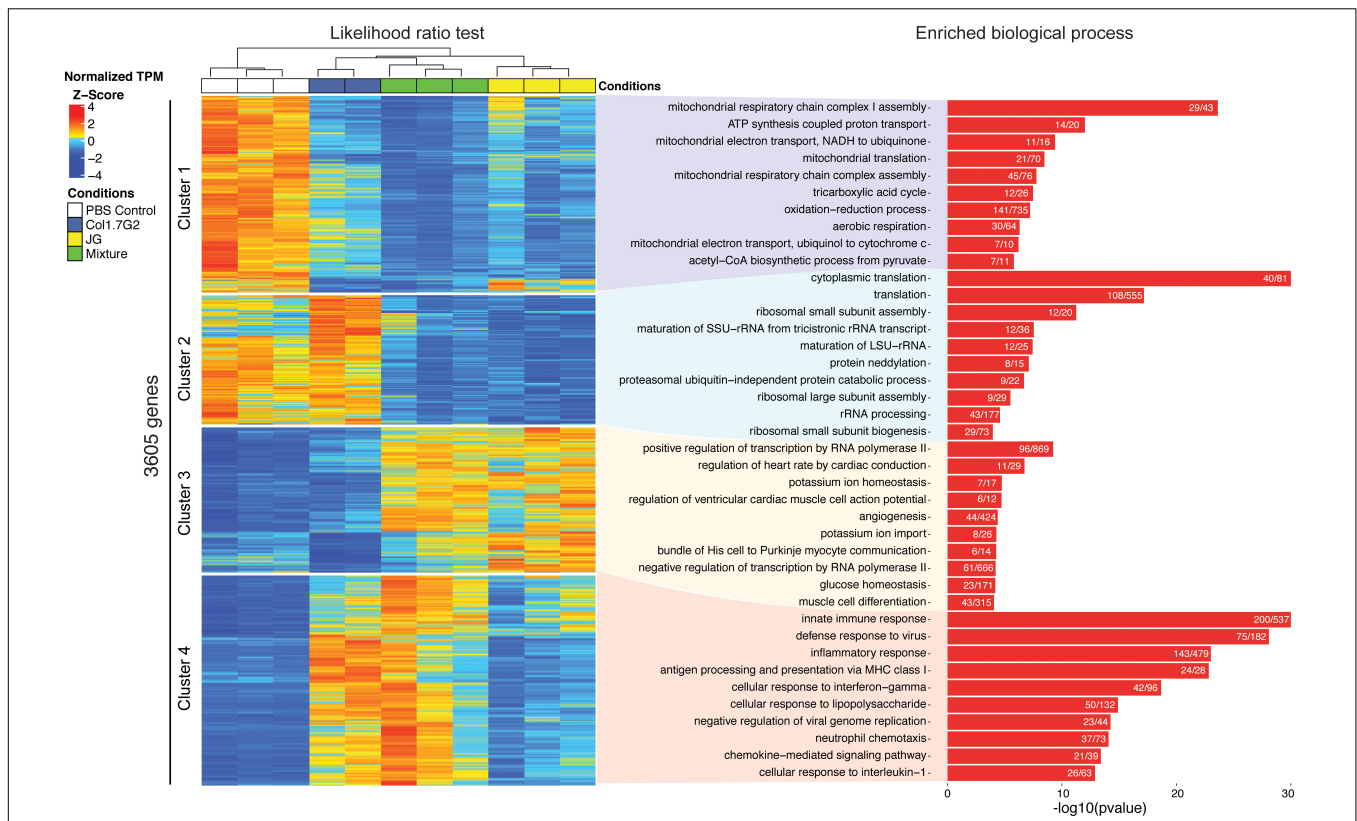 Likelihood ratio test
Enriched biological process
Normalized TPM
Z−Score
4
2
0
−2
−4
Conditions
PBS Control
Col1.7G2
JG
Mixture
Conditions
3605 genes
Cluster 1
Cluster 2
Cluster 3
Cluster 4
mitochondrial respiratory chain complex I assembly 29/43
ATP synthesis coupled proton transport 14/20
mitochondrial electron transport, NADH to ubiquinone 11/16
mitochondrial translation 21/70
mitochondrial respiratory chain complex assembly 45/76
tricarboxylic acid cycle 12/26
oxidation−reduction process 141/735
aerobic respiration 30/64
mitochondrial electron transport, ubiquinol to cytochrome c 7/10
acetyl−CoA biosynthetic process from pyruvate 7/11
cytoplasmic translation 40/81
translation 108/555
ribosomal small subunit assembly 12/20
maturation of SSU−rRNA from tricistronic rRNA transcript 12/36
maturation of LSU−rRNA 12/25
protein neddylation 8/15
proteasomal ubiquitin−independent protein catabolic process 9/22
ribosomal large subunit assembly 9/29
rRNA processing 43/177
ribosomal small subunit biogenesis 29/73
positive regulation of transcription by RNA polymerase II 96/869
regulation of heart rate by cardiac conduction 11/29
potassium ion homeostasis 7/17
regulation of ventricular cardiac muscle cell action potential 6/12
angiogenesis 44/424
potassium ion import 8/26
bundle of His cell to Purkinje myocyte communication 6/14
negative regulation of transcription by RNA polymerase II 61/666
glucose homeostasis 23/171
muscle cell differentiation 43/315
innate immune response 200/537
defense response to virus 75/182
inflammatory response 143/479
antigen processing and presentation via MHC class I 24/28
cellular response to interferon−gamma 42/96
cellular response to lipopolysaccharide 50/132
negative regulation of viral genome replication 23/44
neutrophil chemotaxis 37/73
chemokine−mediated signaling pathway 21/39
cellular response to interleukin−1 26/63
0 10 20 30
-log10(pvalue)